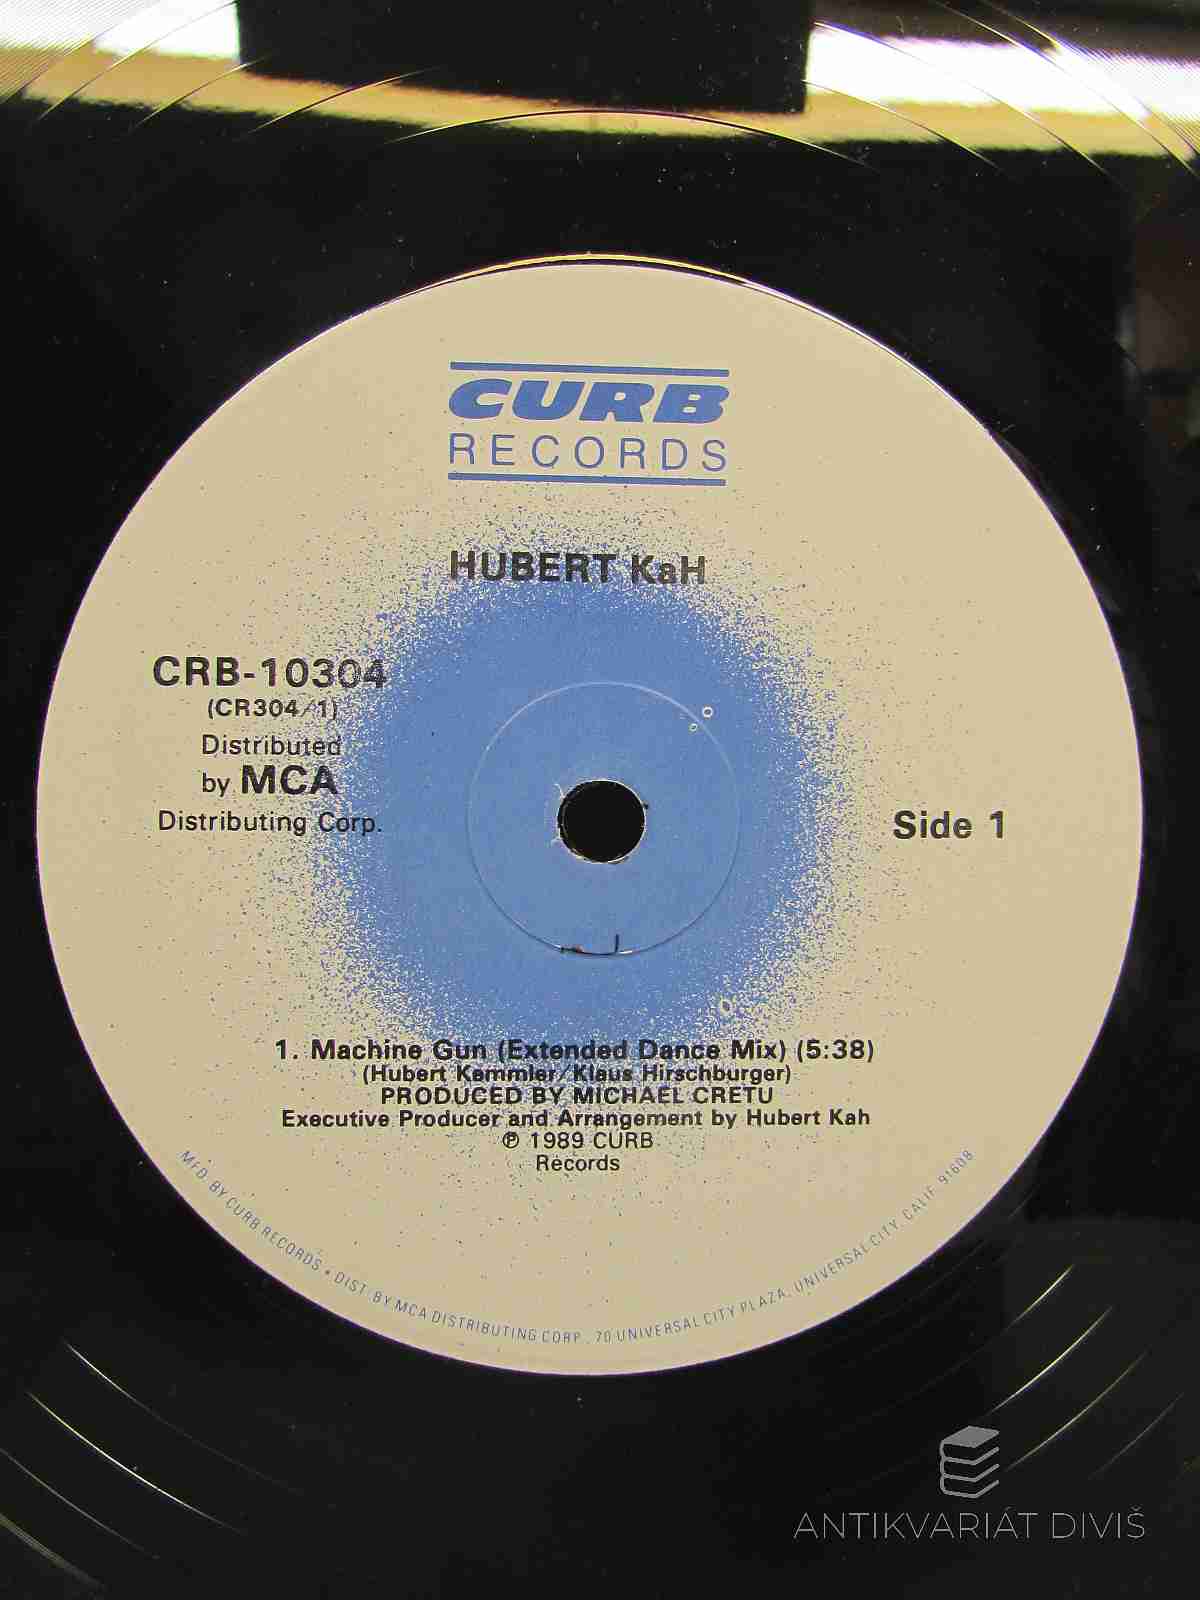 CURB
RECORDS
HUBERT KaH
CRB-10304
(CR304/1)
Distributed
by MCA
Distributing Corp.
Side 1
1. Machine Gun (Extended Dance Mix) (5:38)
(Hubert Kemmler/Klaus Hirschburger)
PRODUCED BY MICHAEL CRETU
Executive Producer and Arrangement by Hubert Kah
℗ 1989 CURB
Records
MFD. BY CURB RECORDS • DIST. BY MCA DISTRIBUTING CORP., 70 UNIVERSAL CITY PLAZA, UNIVERSAL CITY, CALIF. 91608
ANTIKVARIÁT DIVIŠ